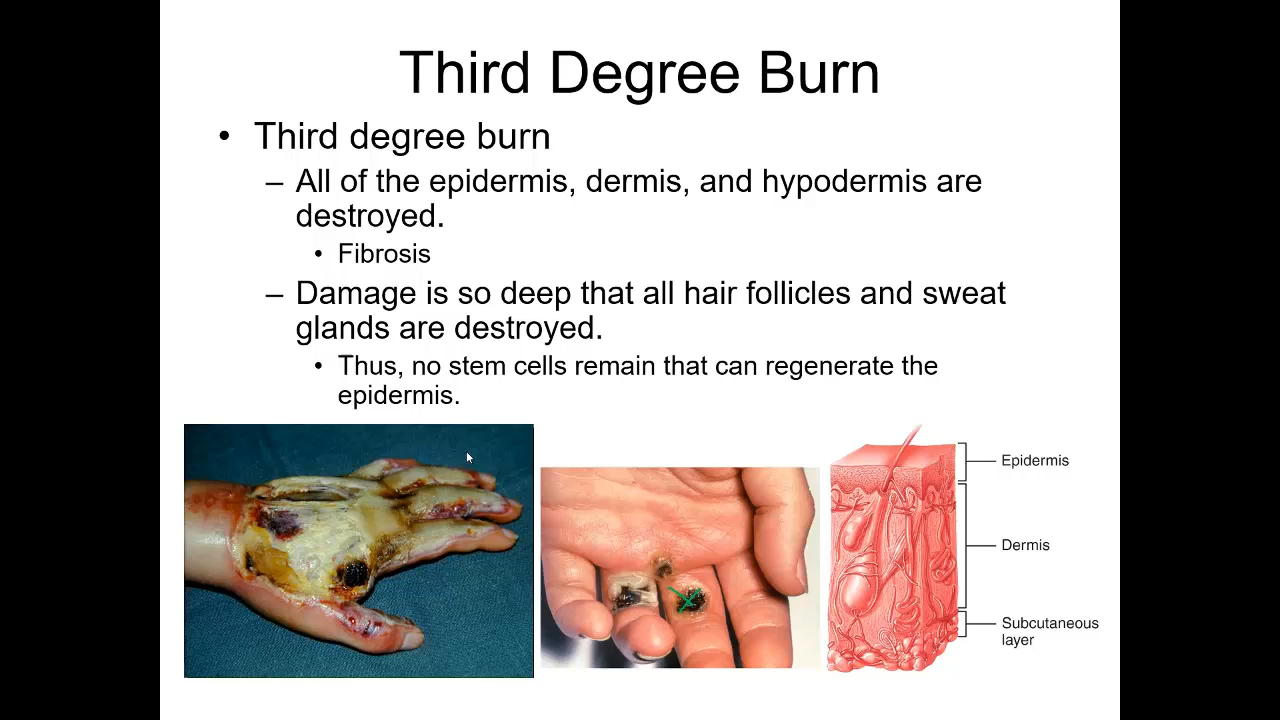 Third Degree Burn
• Third degree burn
– All of the epidermis, dermis, and hypodermis are
destroyed.
• Fibrosis
– Damage is so deep that all hair follicles and sweat
glands are destroyed.
• Thus, no stem cells remain that can regenerate the
epidermis.
Epidermis
Dermis
Subcutaneous
layer